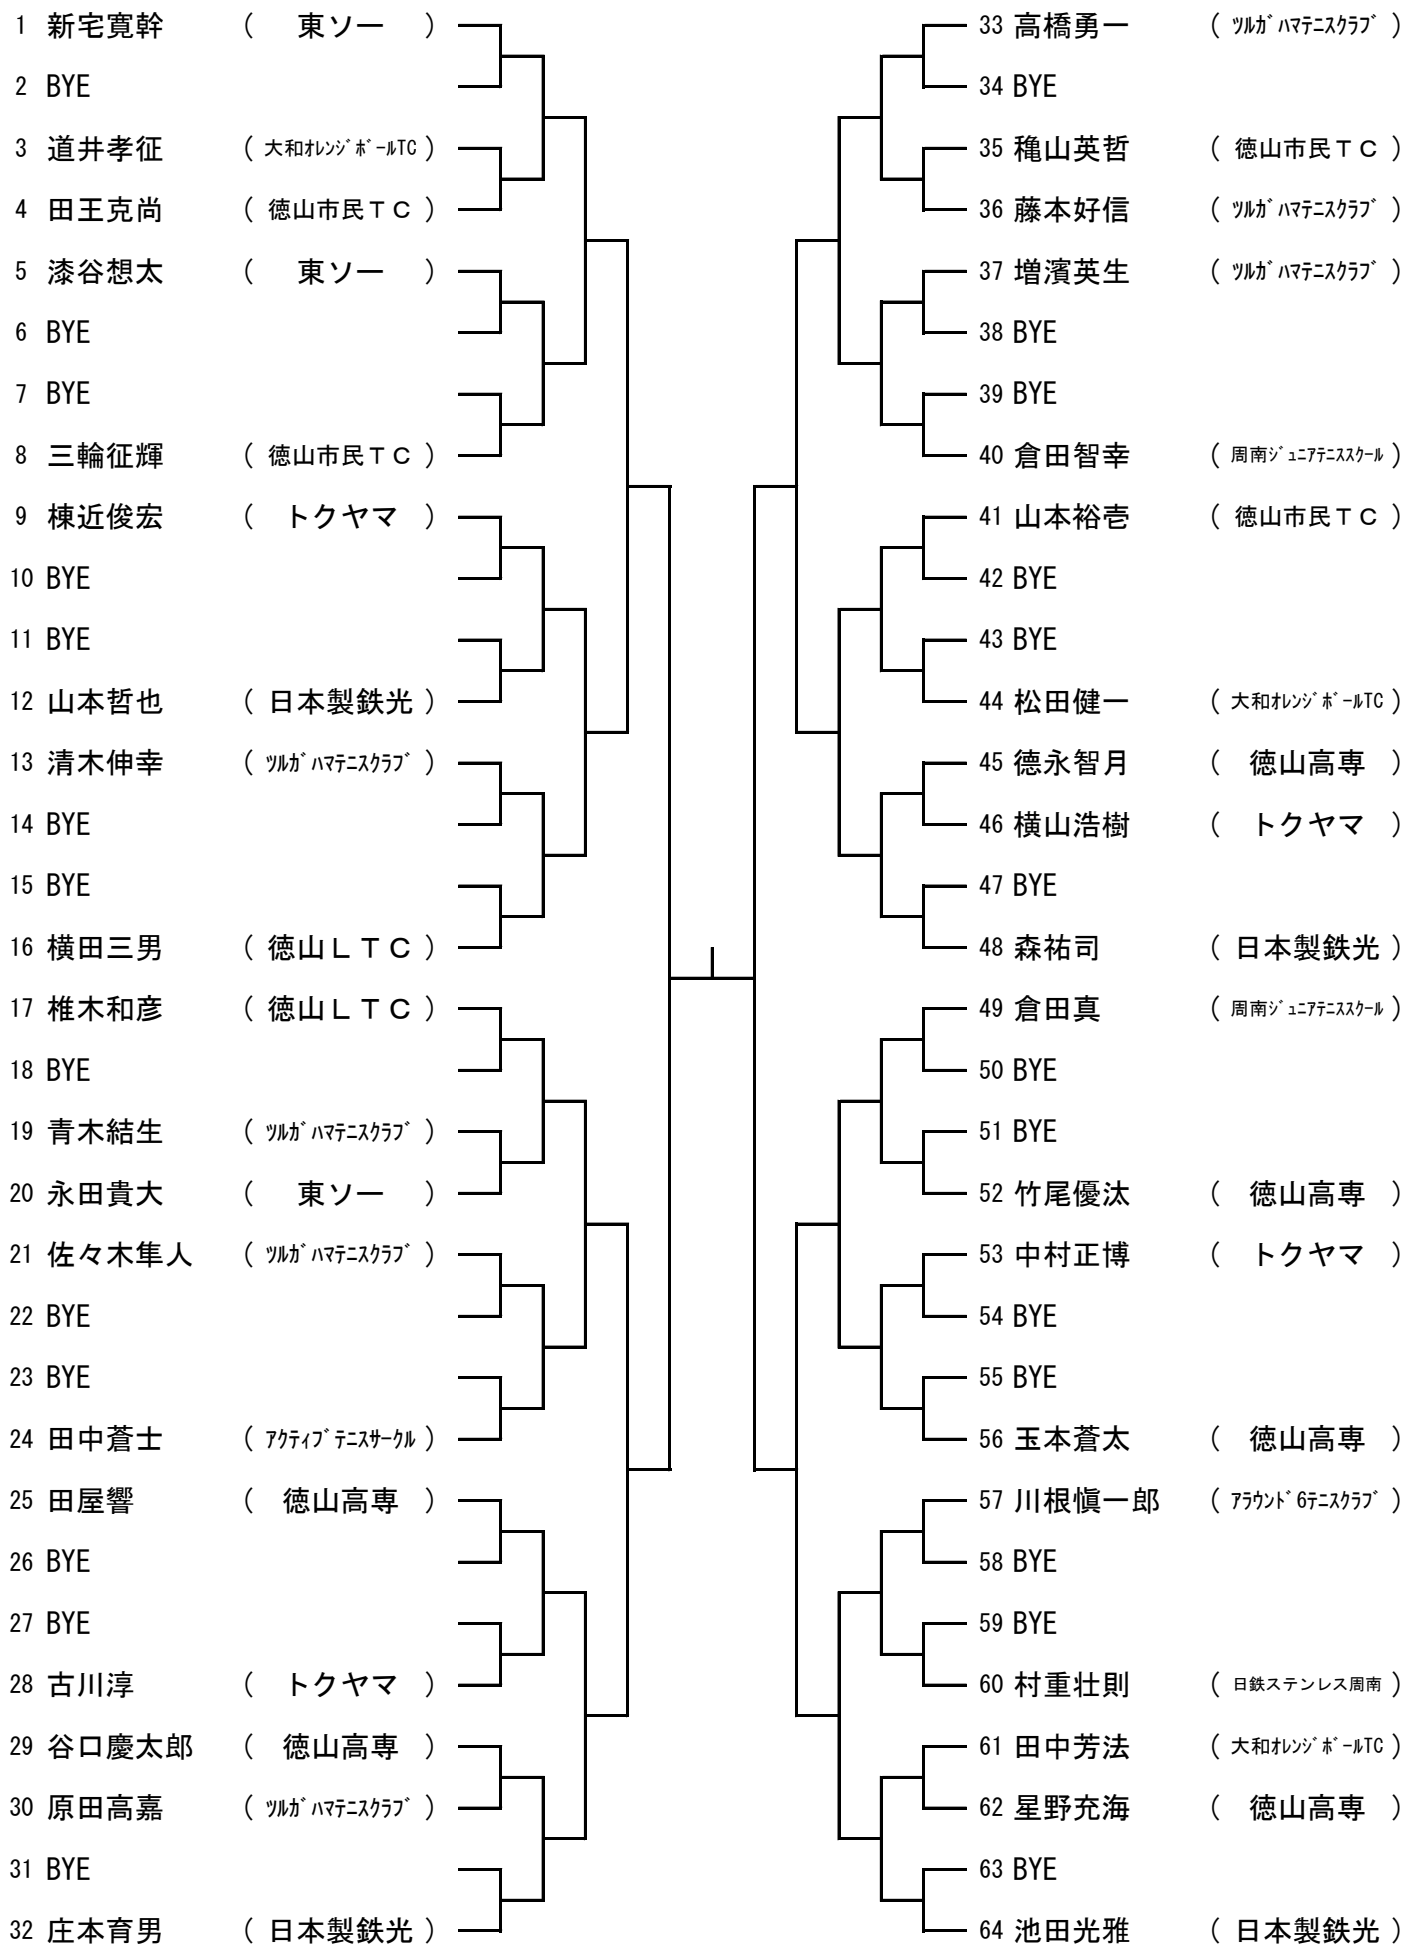 1 新宅寛幹 ( 東ソー )
2 BYE
3 道井孝征 ( 大和ｵﾚﾝｼﾞﾎﾞｰﾙTC )
4 田王克尚 ( 徳山市民ＴＣ )
5 漆谷想太 ( 東ソー )
6 BYE
7 BYE
8 三輪征輝 ( 徳山市民ＴＣ )
9 棟近俊宏 ( トクヤマ )
10 BYE
11 BYE
12 山本哲也 ( 日本製鉄光 )
13 清木伸幸 ( ﾂﾙｶﾞﾊﾏﾃﾆｽｸﾗﾌﾞ )
14 BYE
15 BYE
16 横田三男 ( 徳山ＬＴＣ )
17 椎木和彦 ( 徳山ＬＴＣ )
18 BYE
19 青木結生 ( ﾂﾙｶﾞﾊﾏﾃﾆｽｸﾗﾌﾞ )
20 永田貴大 ( 東ソー )
21 佐々木隼人 ( ﾂﾙｶﾞﾊﾏﾃﾆｽｸﾗﾌﾞ )
22 BYE
23 BYE
24 田中蒼士 ( ｱｸﾃｨﾌﾞﾃﾆｽｻｰｸﾙ )
25 田屋響 ( 徳山高専 )
26 BYE
27 BYE
28 古川淳 ( トクヤマ )
29 谷口慶太郎 ( 徳山高専 )
30 原田高嘉 ( ﾂﾙｶﾞﾊﾏﾃﾆｽｸﾗﾌﾞ )
31 BYE
32 庄本育男 ( 日本製鉄光 )
33 高橋勇一 ( ﾂﾙｶﾞﾊﾏﾃﾆｽｸﾗﾌﾞ )
34 BYE
35 穐山英哲 ( 徳山市民ＴＣ )
36 藤本好信 ( ﾂﾙｶﾞﾊﾏﾃﾆｽｸﾗﾌﾞ )
37 増濱英生 ( ﾂﾙｶﾞﾊﾏﾃﾆｽｸﾗﾌﾞ )
38 BYE
39 BYE
40 倉田智幸 ( 周南ｼﾞｭﾆｱﾃﾆｽスクール )
41 山本裕壱 ( 徳山市民ＴＣ )
42 BYE
43 BYE
44 松田健一 ( 大和ｵﾚﾝｼﾞﾎﾞｰﾙTC )
45 德永智月 ( 徳山高専 )
46 横山浩樹 ( トクヤマ )
47 BYE
48 森祐司 ( 日本製鉄光 )
49 倉田真 ( 周南ｼﾞｭﾆｱﾃﾆｽスクール )
50 BYE
51 BYE
52 竹尾優汰 ( 徳山高専 )
53 中村正博 ( トクヤマ )
54 BYE
55 BYE
56 玉本蒼太 ( 徳山高専 )
57 川根愼一郎 ( ｱﾗｳﾝﾄﾞ6ﾃﾆｽｸﾗﾌﾞ )
58 BYE
59 BYE
60 村重壮則 ( 日鉄ステンレス周南 )
61 田中芳法 ( 大和ｵﾚﾝｼﾞﾎﾞｰﾙTC )
62 星野充海 ( 徳山高専 )
63 BYE
64 池田光雅 ( 日本製鉄光 )